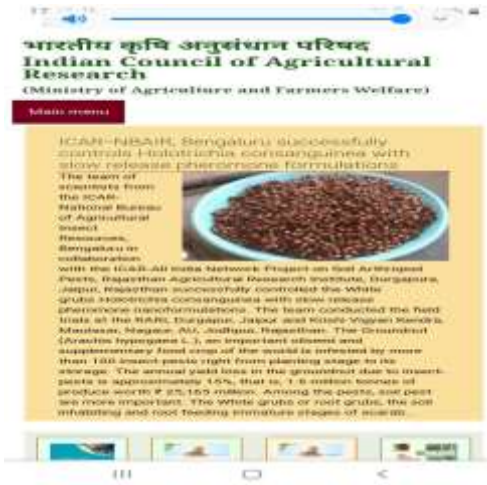 भारतीय कृषि अनुसंधान परिषद
Indian Council of Agricultural
Research
(Ministry of Agriculture and Farmers Welfare)
Main menu
ICAR-NBAIR, Bengaluru successfully
controls Holotrichia consanguinea with
slow release pheromone formulations
The team of
scientists from
the ICAR-
National Bureau
of Agricultural
Insect
Resources,
Bengaluru in
collaboration
with the ICAR-All India Network Project on Soil Arthropod
Pests, Rajasthan Agricultural Research Institute, Durgapura,
Jaipur, Rajasthan successfully controlled the White
grubs Holotrichia consanguinea with slow release
pheromone nanoformulations. The team conducted the field
trials at the RARI, Durgapur, Jaipur and Krishi Vigyan Kendra,
Maulasar, Nagaur, AU, Jodhpur, Rajasthan. The Groundnut
(Arachis hypogaea L.), an important oilseed and
supplementary food crop of the world is infested by more
than 100 insect pests right from planting stage to its
storage. The annual yield loss in the groundnut due to insect-
pests is approximately 15%, that is, 1.6 million tonnes of
produce worth ₹ 25,165 million. Among the pests, soil pest
are more important. The White grubs or root grubs, the soil
inhabiting and root feeding immature stages of scarab